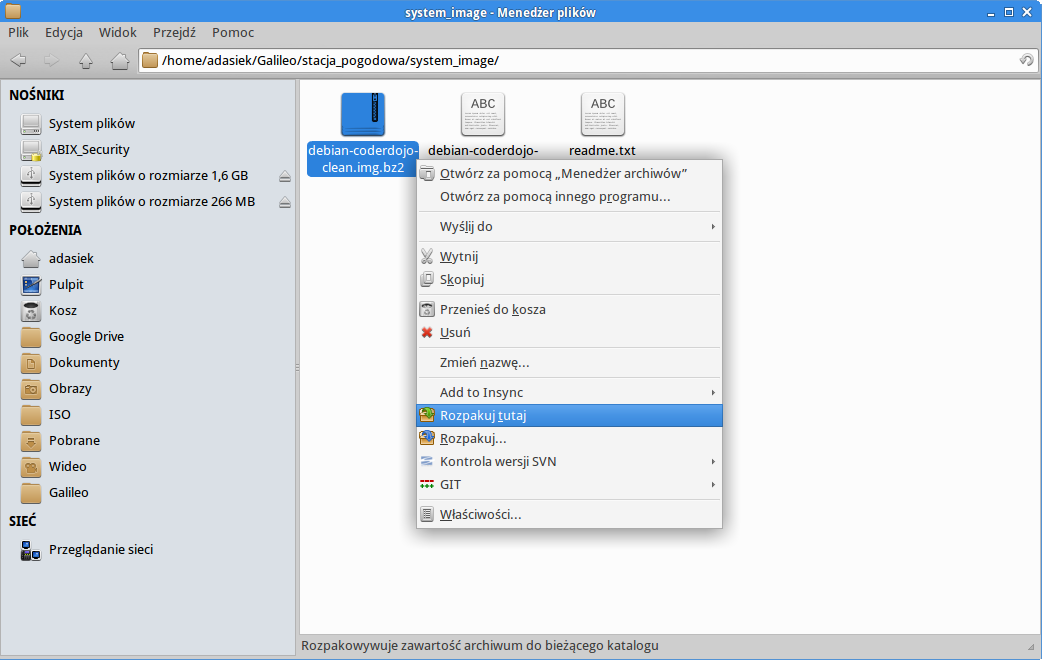 system_image - Menedżer plików
Plik Edycja Widok Przejdź Pomoc
/home/adasiek/Galileo/stacja_pogodowa/system_image/
NOŚNIKI
System plików
ABIX_Security
System plików o rozmiarze 1,6 GB
System plików o rozmiarze 266 MB
POŁOŻENIA
adasiek
Pulpit
Kosz
Google Drive
Dokumenty
Obrazy
ISO
Pobrane
Wideo
Galileo
SIEĆ
Przeglądanie sieci
ABC
ABC
debian-coderdojo-
clean.img.bz2
debian-coderdojo-
readme.txt
Otwórz za pomocą „Menedżer archiwów”
Otwórz za pomocą innego programu...
Wyślij do
Wytnij
Skopiuj
Przenieś do kosza
Usuń
Zmień nazwę...
Add to Insync
Rozpakuj tutaj
Rozpakuj...
Kontrola wersji SVN
GIT
Właściwości...
Rozpakowywuje zawartość archiwum do bieżącego katalogu